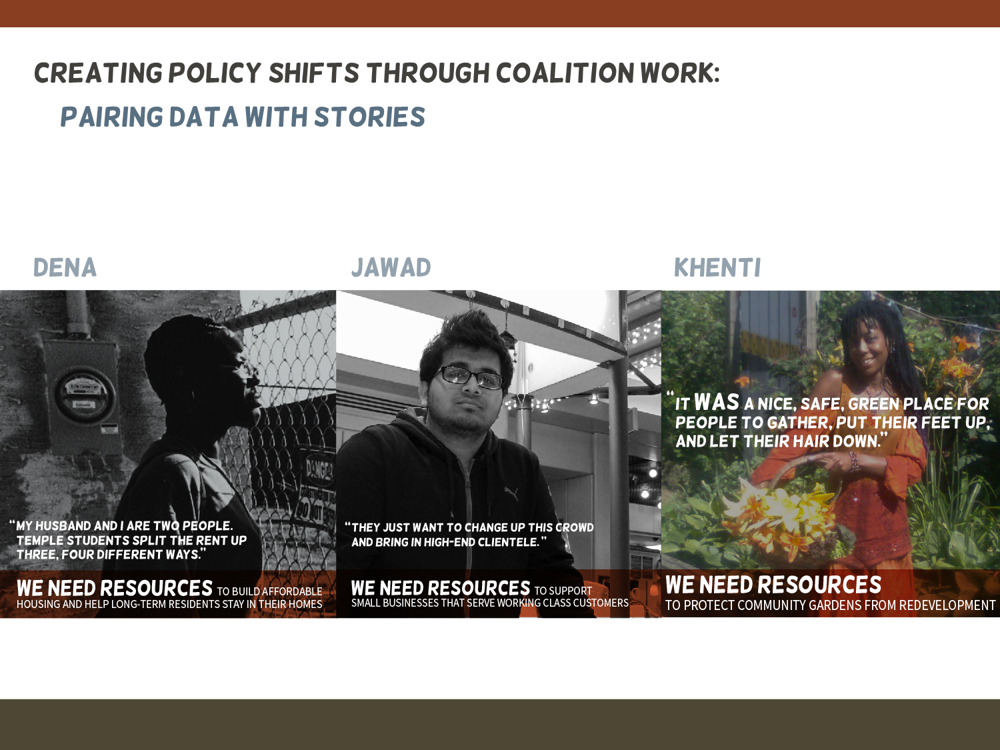 CREATING POLICY SHIFTS THROUGH COALITION WORK:
PAIRING DATA WITH STORIES
DENA
JAWAD
KHENTI
DANGER
DO NOT
“MY HUSBAND AND I ARE TWO PEOPLE.
TEMPLE STUDENTS SPLIT THE RENT UP
THREE, FOUR DIFFERENT WAYS.”
WE NEED RESOURCES TO BUILD AFFORDABLE
HOUSING AND HELP LONG-TERM RESIDENTS STAY IN THEIR HOMES
“THEY JUST WANT TO CHANGE UP THIS CROWD
AND BRING IN HIGH-END CLIENTELE.”
WE NEED RESOURCES TO SUPPORT
SMALL BUSINESSES THAT SERVE WORKING CLASS CUSTOMERS
“IT WAS A NICE, SAFE, GREEN PLACE FOR
PEOPLE TO GATHER, PUT THEIR FEET UP,
AND LET THEIR HAIR DOWN.”
WE NEED RESOURCES
TO PROTECT COMMUNITY GARDENS FROM REDEVELOPMENT